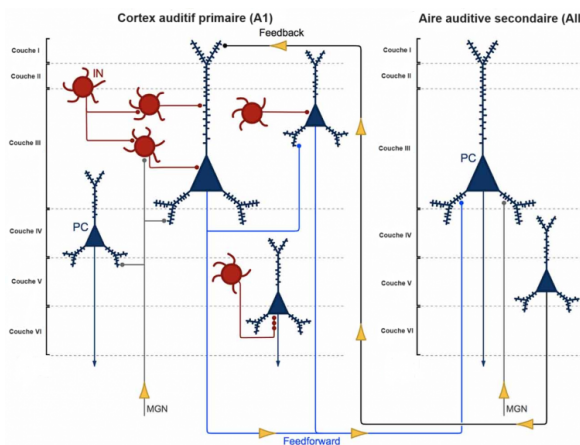 Cortex auditif primaire (A1)
Aire auditive secondaire (AII
Feedback
Couche I
Couche II
Couche III
Couche IV
Couche V
Couche VI
IN
PC
MGN
Couche I
Couche II
Couche III
Couche IV
Couche V
Couche VI
PC
MGN
Feedforward